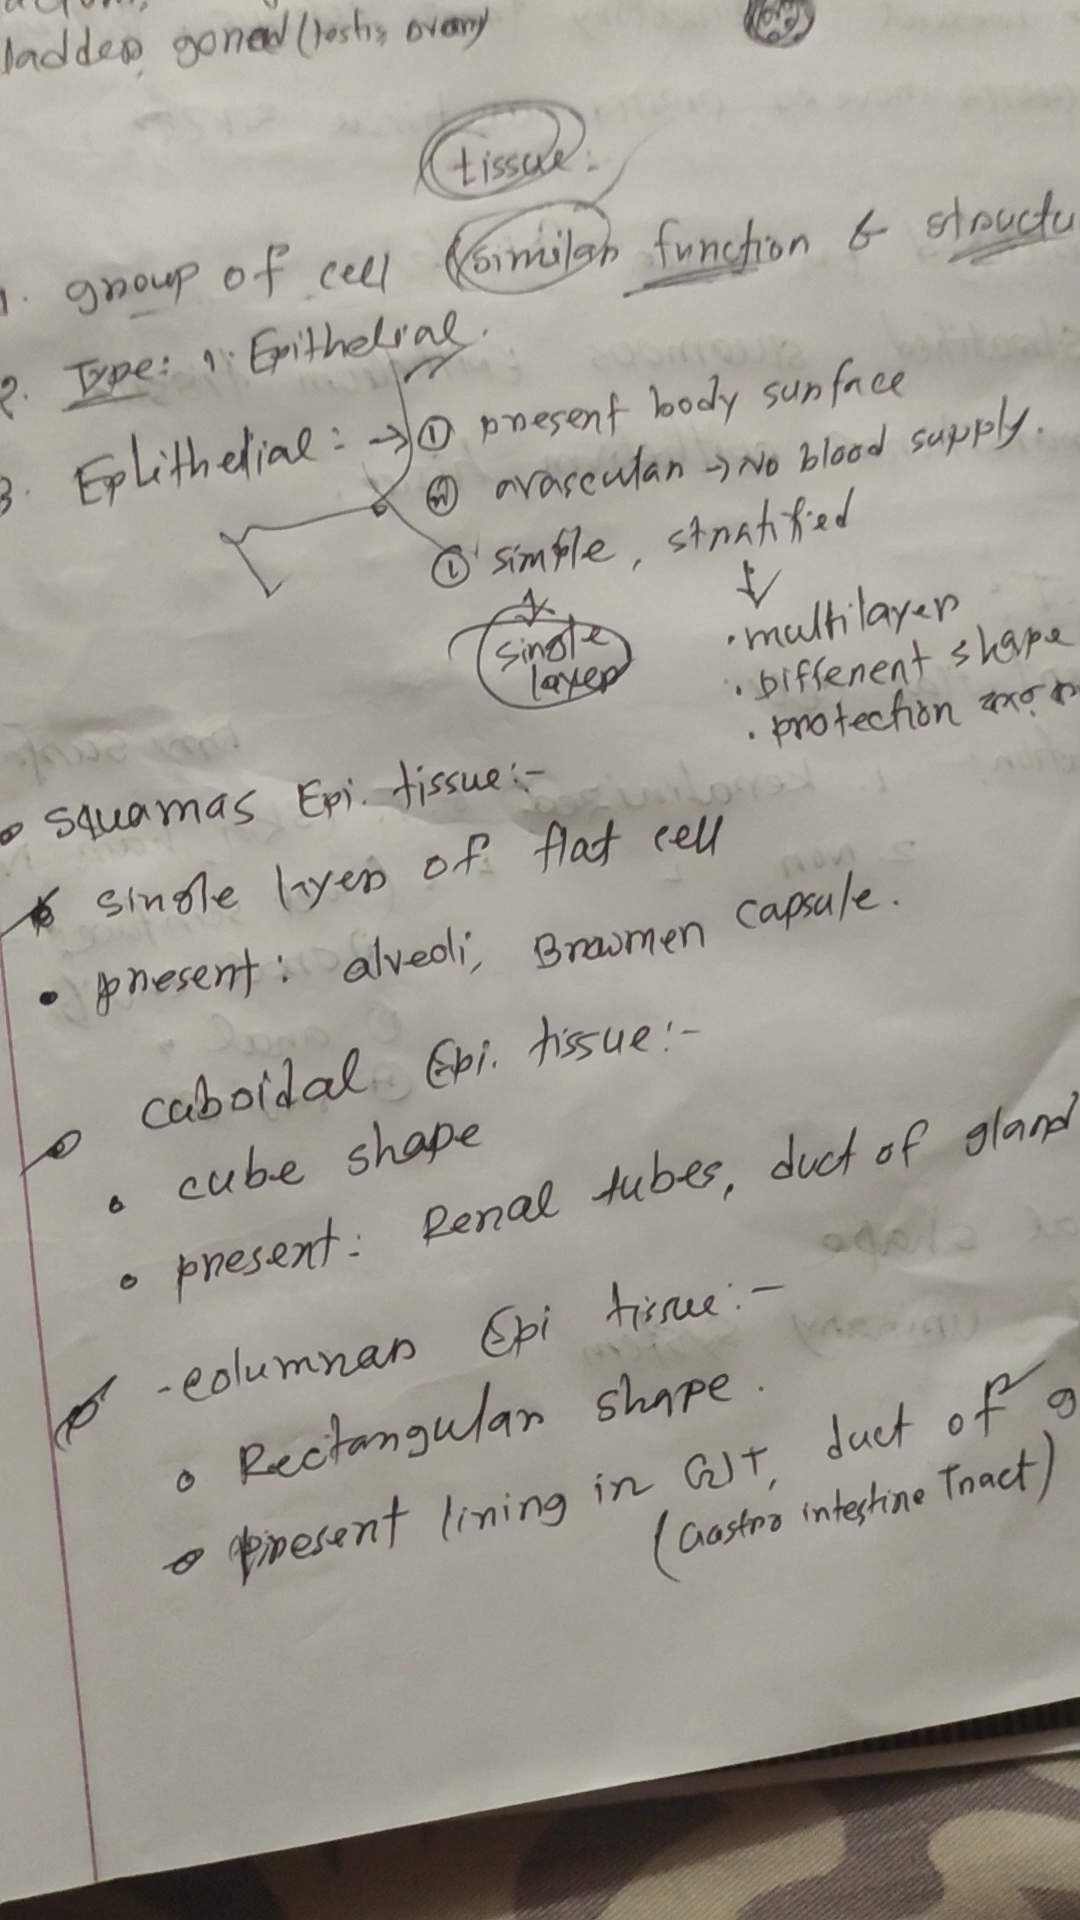 ladder, gonad (testis ovary
tissue:
1. group of cell (similar function & structu
2. Type: 1. Epithelial.
3. Eplithelial: → ① present body surface
⑪ avascular → No blood supply.
① simple, stratified
single layer
• multilayer
• Different shape
• protection
squamas Epi. tissue:-
single layer of flat cell
• present: alveoli, Browmen capsule.
caboidal Epi. tissue:-
• cube shape
• present: Renal tubes, duct of gland
- columnar Epi tissue:-
• Rectangular shape.
• present lining in GIT, duct of g
(Gastro intestine Tract)